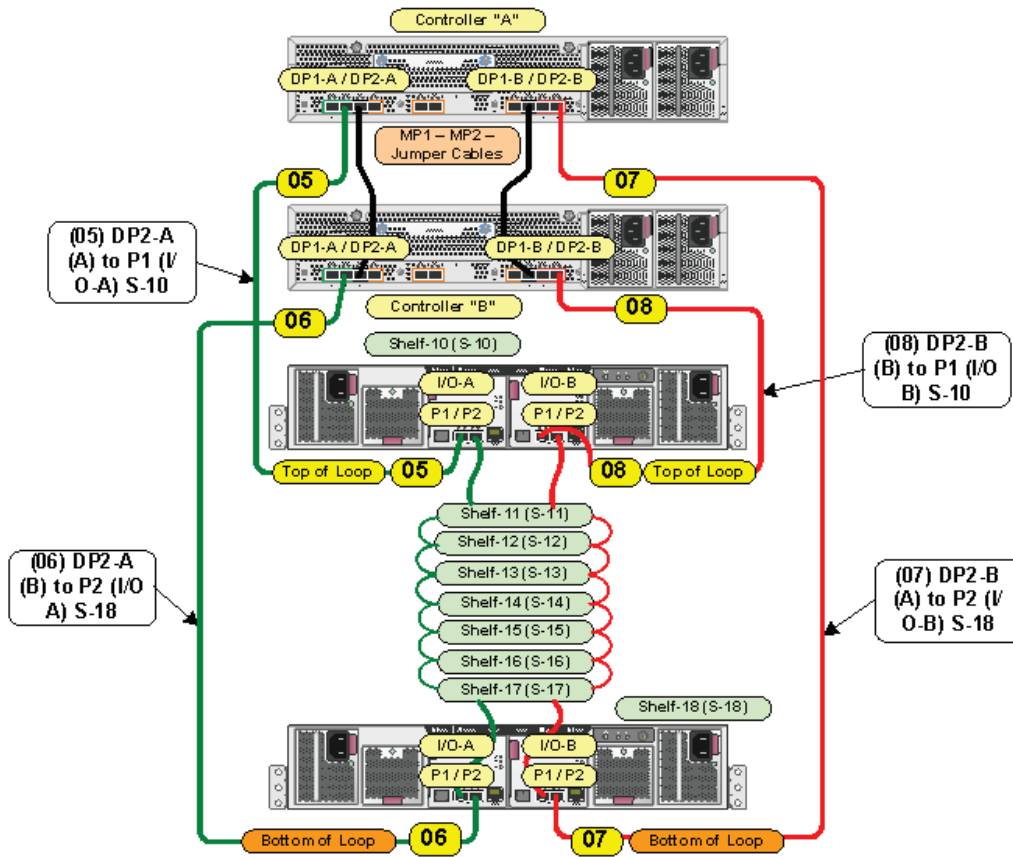 Controller "A"
DP1-A / DP2-A
DP1-B / DP2-B
MP1 – MP2 –
Jumper Cables
05
07
(05) DP2-A
(A) to P1 (I/
O-A) S-10
DP1-A / DP2-A
DP1-B / DP2-B
06
Controller "B"
08
Shelf-10 (S-10)
(08) DP2-B
(B) to P1 (I/O
B) S-10
I/O-A
I/O-B
P1 / P2
P1 / P2
Top of Loop
05
08
Top of Loop
Shelf-11 (S-11)
Shelf-12 (S-12)
Shelf-13 (S-13)
Shelf-14 (S-14)
Shelf-15 (S-15)
Shelf-16 (S-16)
Shelf-17 (S-17)
(06) DP2-A
(B) to P2 (I/O
A) S-18
(07) DP2-B
(A) to P2 (I/
O-B) S-18
Shelf-18 (S-18)
I/O-A
I/O-B
P1 / P2
P1 / P2
Bottom of Loop
06
07
Bottom of Loop